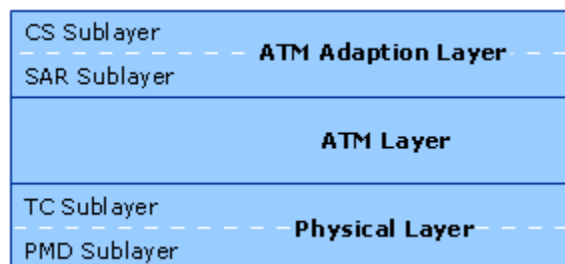 CS Sublayer
ATM Adaption Layer
SAR Sublayer
ATM Layer
TC Sublayer
Physical Layer
PMD Sublayer